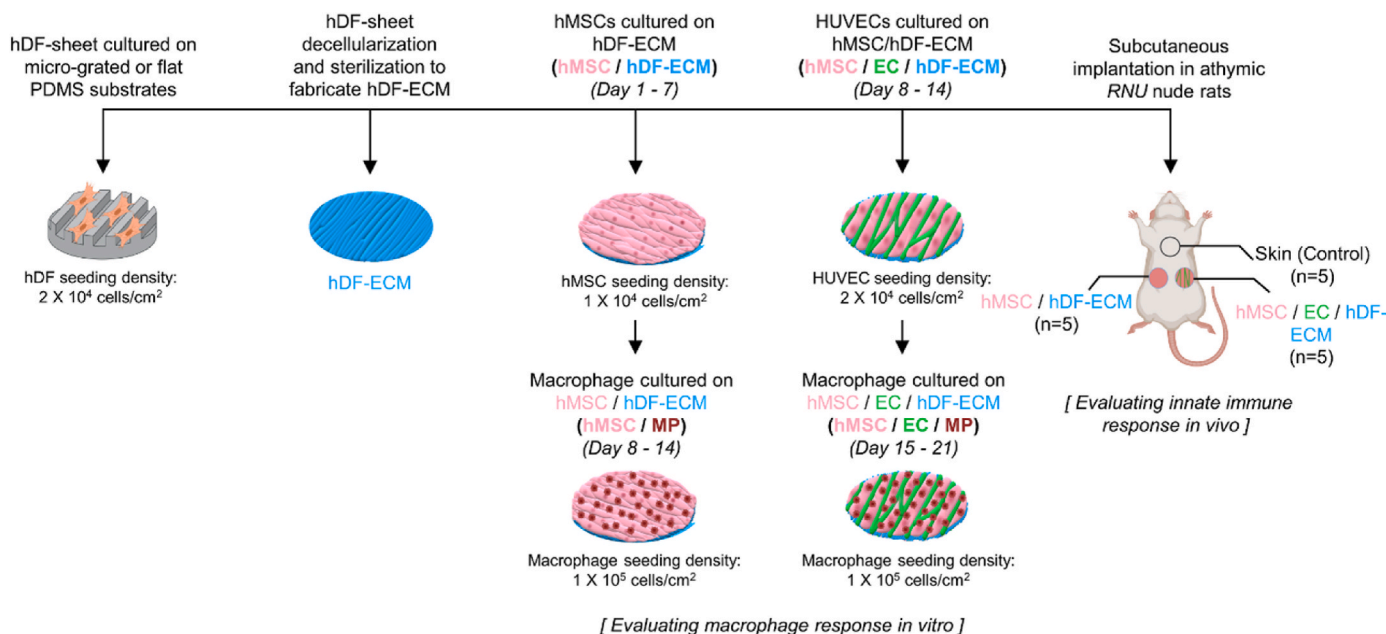 hDF-sheet cultured on
micro-grated or flat
PDMS substrates
hDF seeding density:
2 X 10⁴ cells/cm²
hDF-sheet
decellularization
and sterilization to
fabricate hDF-ECM
hDF-ECM
hMSCs cultured on
hDF-ECM
(hMSC / hDF-ECM)
(Day 1 - 7)
hMSC seeding density:
1 X 10⁴ cells/cm²
Macrophage cultured on
hMSC / hDF-ECM
(hMSC / MP)
(Day 8 - 14)
Macrophage seeding density:
1 X 10⁵ cells/cm²
HUVECs cultured on
hMSC/hDF-ECM
(hMSC / EC / hDF-ECM)
(Day 8 - 14)
HUVEC seeding density:
2 X 10⁴ cells/cm²
Macrophage cultured on
hMSC / EC / hDF-ECM
(hMSC / EC / MP)
(Day 15 - 21)
Macrophage seeding density:
1 X 10⁵ cells/cm²
[ Evaluating macrophage response in vitro ]
Subcutaneous
implantation in athymic
RNU nude rats
Skin (Control)
(n=5)
hMSC / hDF-ECM
(n=5)
hMSC / EC / hDF-
ECM
(n=5)
[ Evaluating innate immune
response in vivo ]